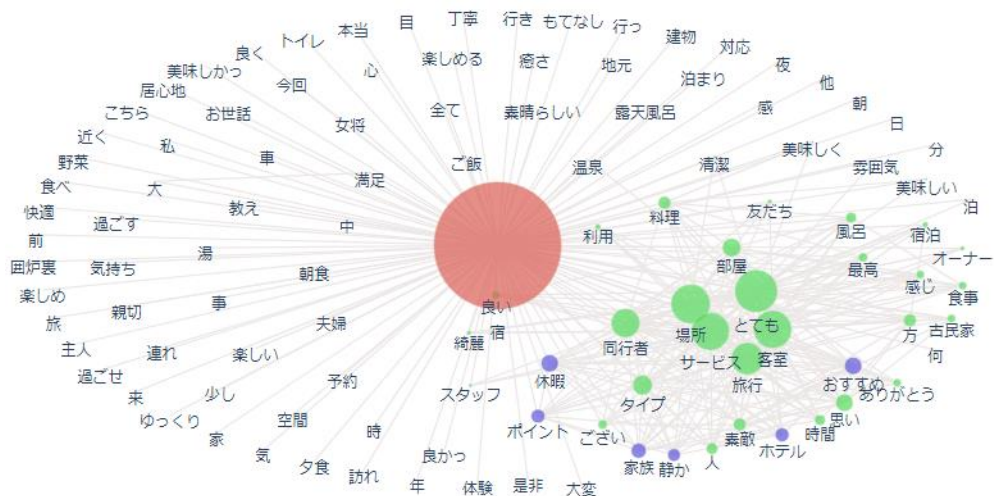 丁寧
行き
もてなし
行っ
目
本当
トイレ
建物
対応
良く
楽しめる
癒さ
地元
夜
美味しかっ
心
泊まり
他
居心地
今回
こちら
お世話
全て
素晴らしい
露天風呂
感
朝
近く
私
女将
日
野菜
車
ご飯
温泉
清潔
美味しく
分
雰囲気
食べ
大
満足
美味しい
快適
過ごす
教え
中
料理
友だち
泊
利用
風呂
宿泊
前
湯
囲炉裏
気持ち
朝食
部屋
最高
オーナー
感じ
楽しめ
親切
事
良い
食事
旅
夫婦
宿
場所
とても
方
古民家
主人
連れ
楽しい
綺麗
同行者
サービス
客室
何
過ごせ
予約
休暇
旅行
おすすめ
ありがとう
来
少し
スタッフ
タイプ
ゆっくり
空間
時
ポイント
ござい
素敵
時間
思い
家
気
夕食
訪れ
良かっ
家族
静か
人
ホテル
年
体験
是非
大変